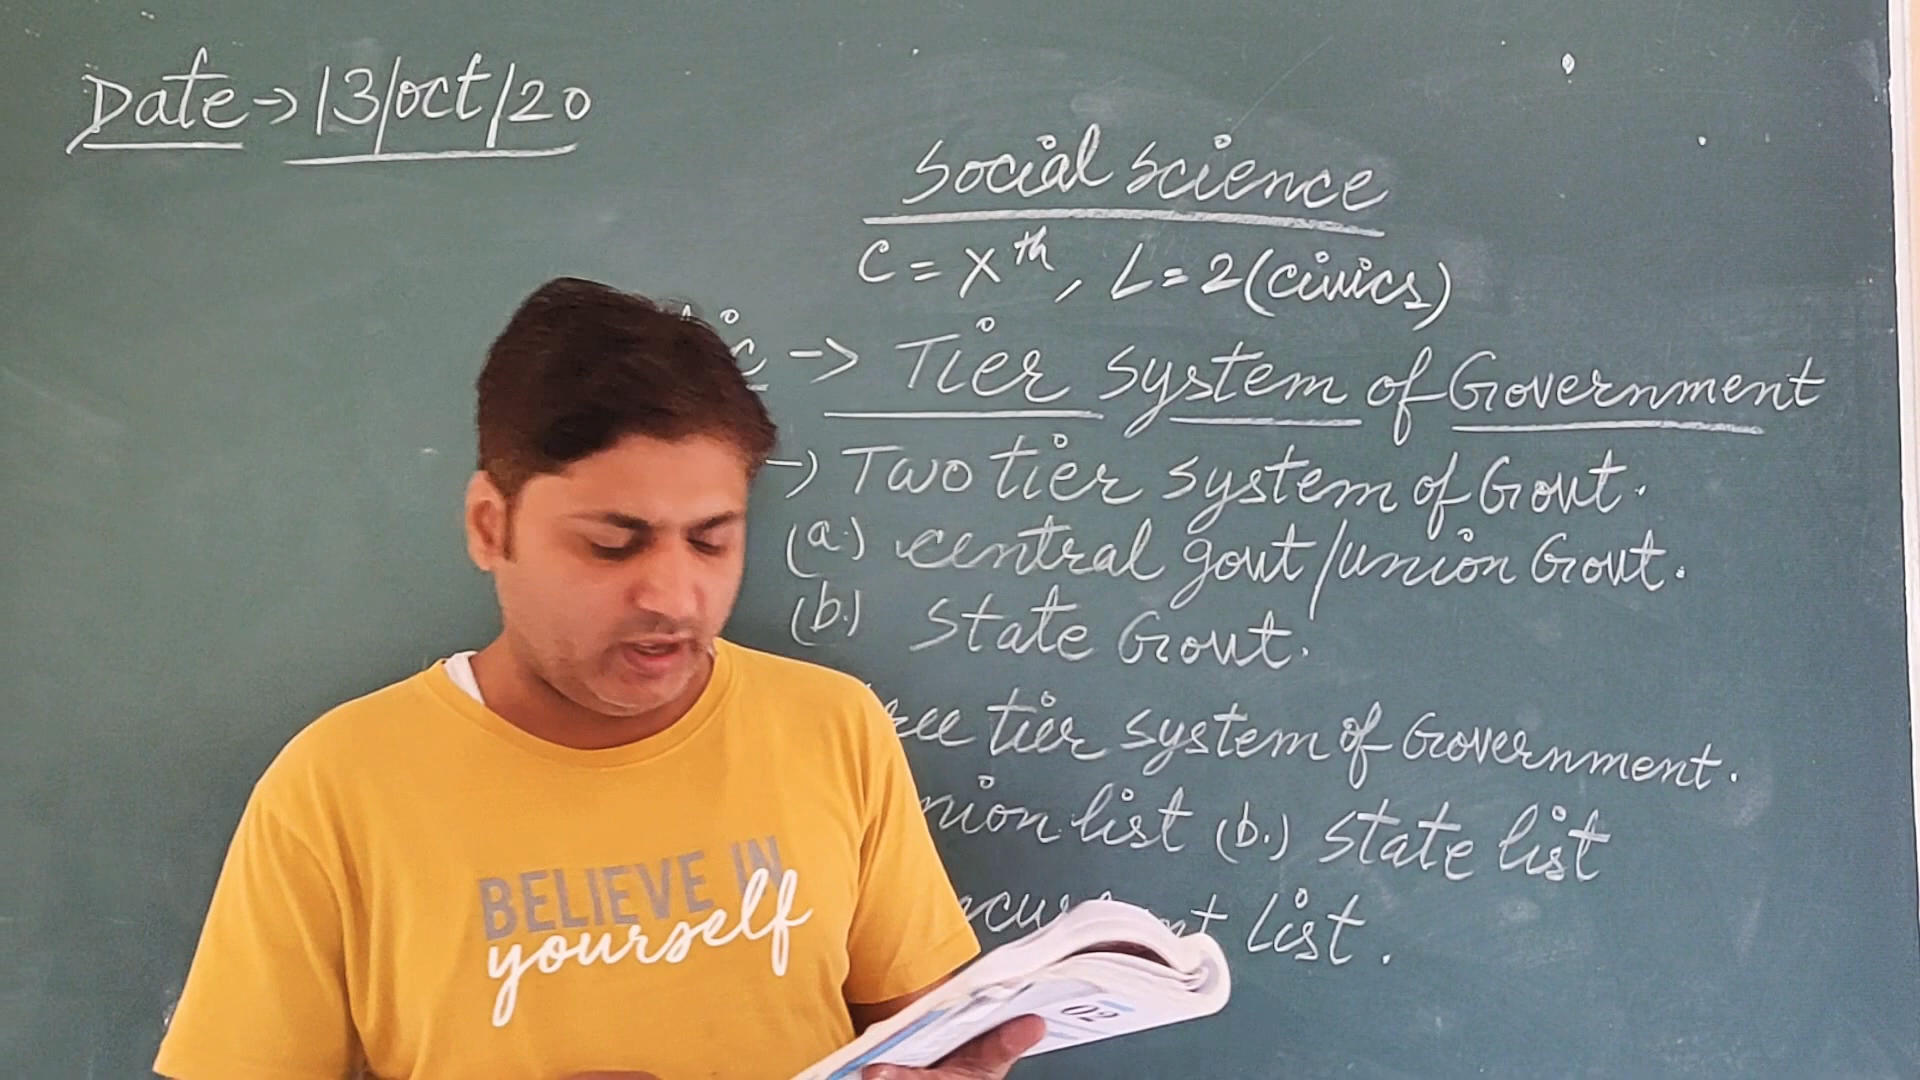 Date -> 13/oct/20
Social science
C = Xth, L = 2 (civics)
-> Tier system of Government
-> Two tier system of Govt.
(a.) central govt/union Govt.
(b.) State Govt.
tier system of Government.
list (b.) state list
list.
BELIEVE IN
yourself
02